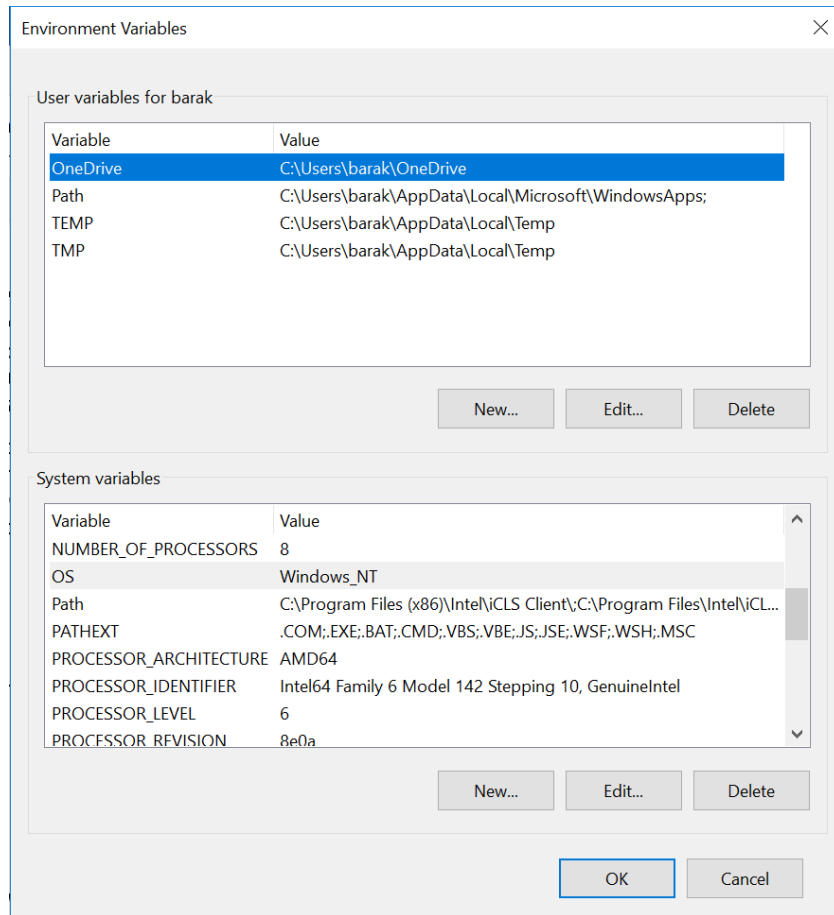 Environment Variables
User variables for barak
Variable Value
OneDrive C:\Users\barak\OneDrive
Path C:\Users\barak\AppData\Local\Microsoft\WindowsApps;
TEMP C:\Users\barak\AppData\Local\Temp
TMP C:\Users\barak\AppData\Local\Temp
New... Edit... Delete
System variables
Variable Value
NUMBER_OF_PROCESSORS 8
OS Windows_NT
Path C:\Program Files (x86)\Intel\iCLS Client\;C:\Program Files\Intel\iCL...
PATHEXT .COM;.EXE;.BAT;.CMD;.VBS;.VBE;.JS;.JSE;.WSF;.WSH;.MSC
PROCESSOR_ARCHITECTURE AMD64
PROCESSOR_IDENTIFIER Intel64 Family 6 Model 142 Stepping 10, GenuineIntel
PROCESSOR_LEVEL 6
PROCESSOR_REVISION 8e0a
New... Edit... Delete
OK Cancel